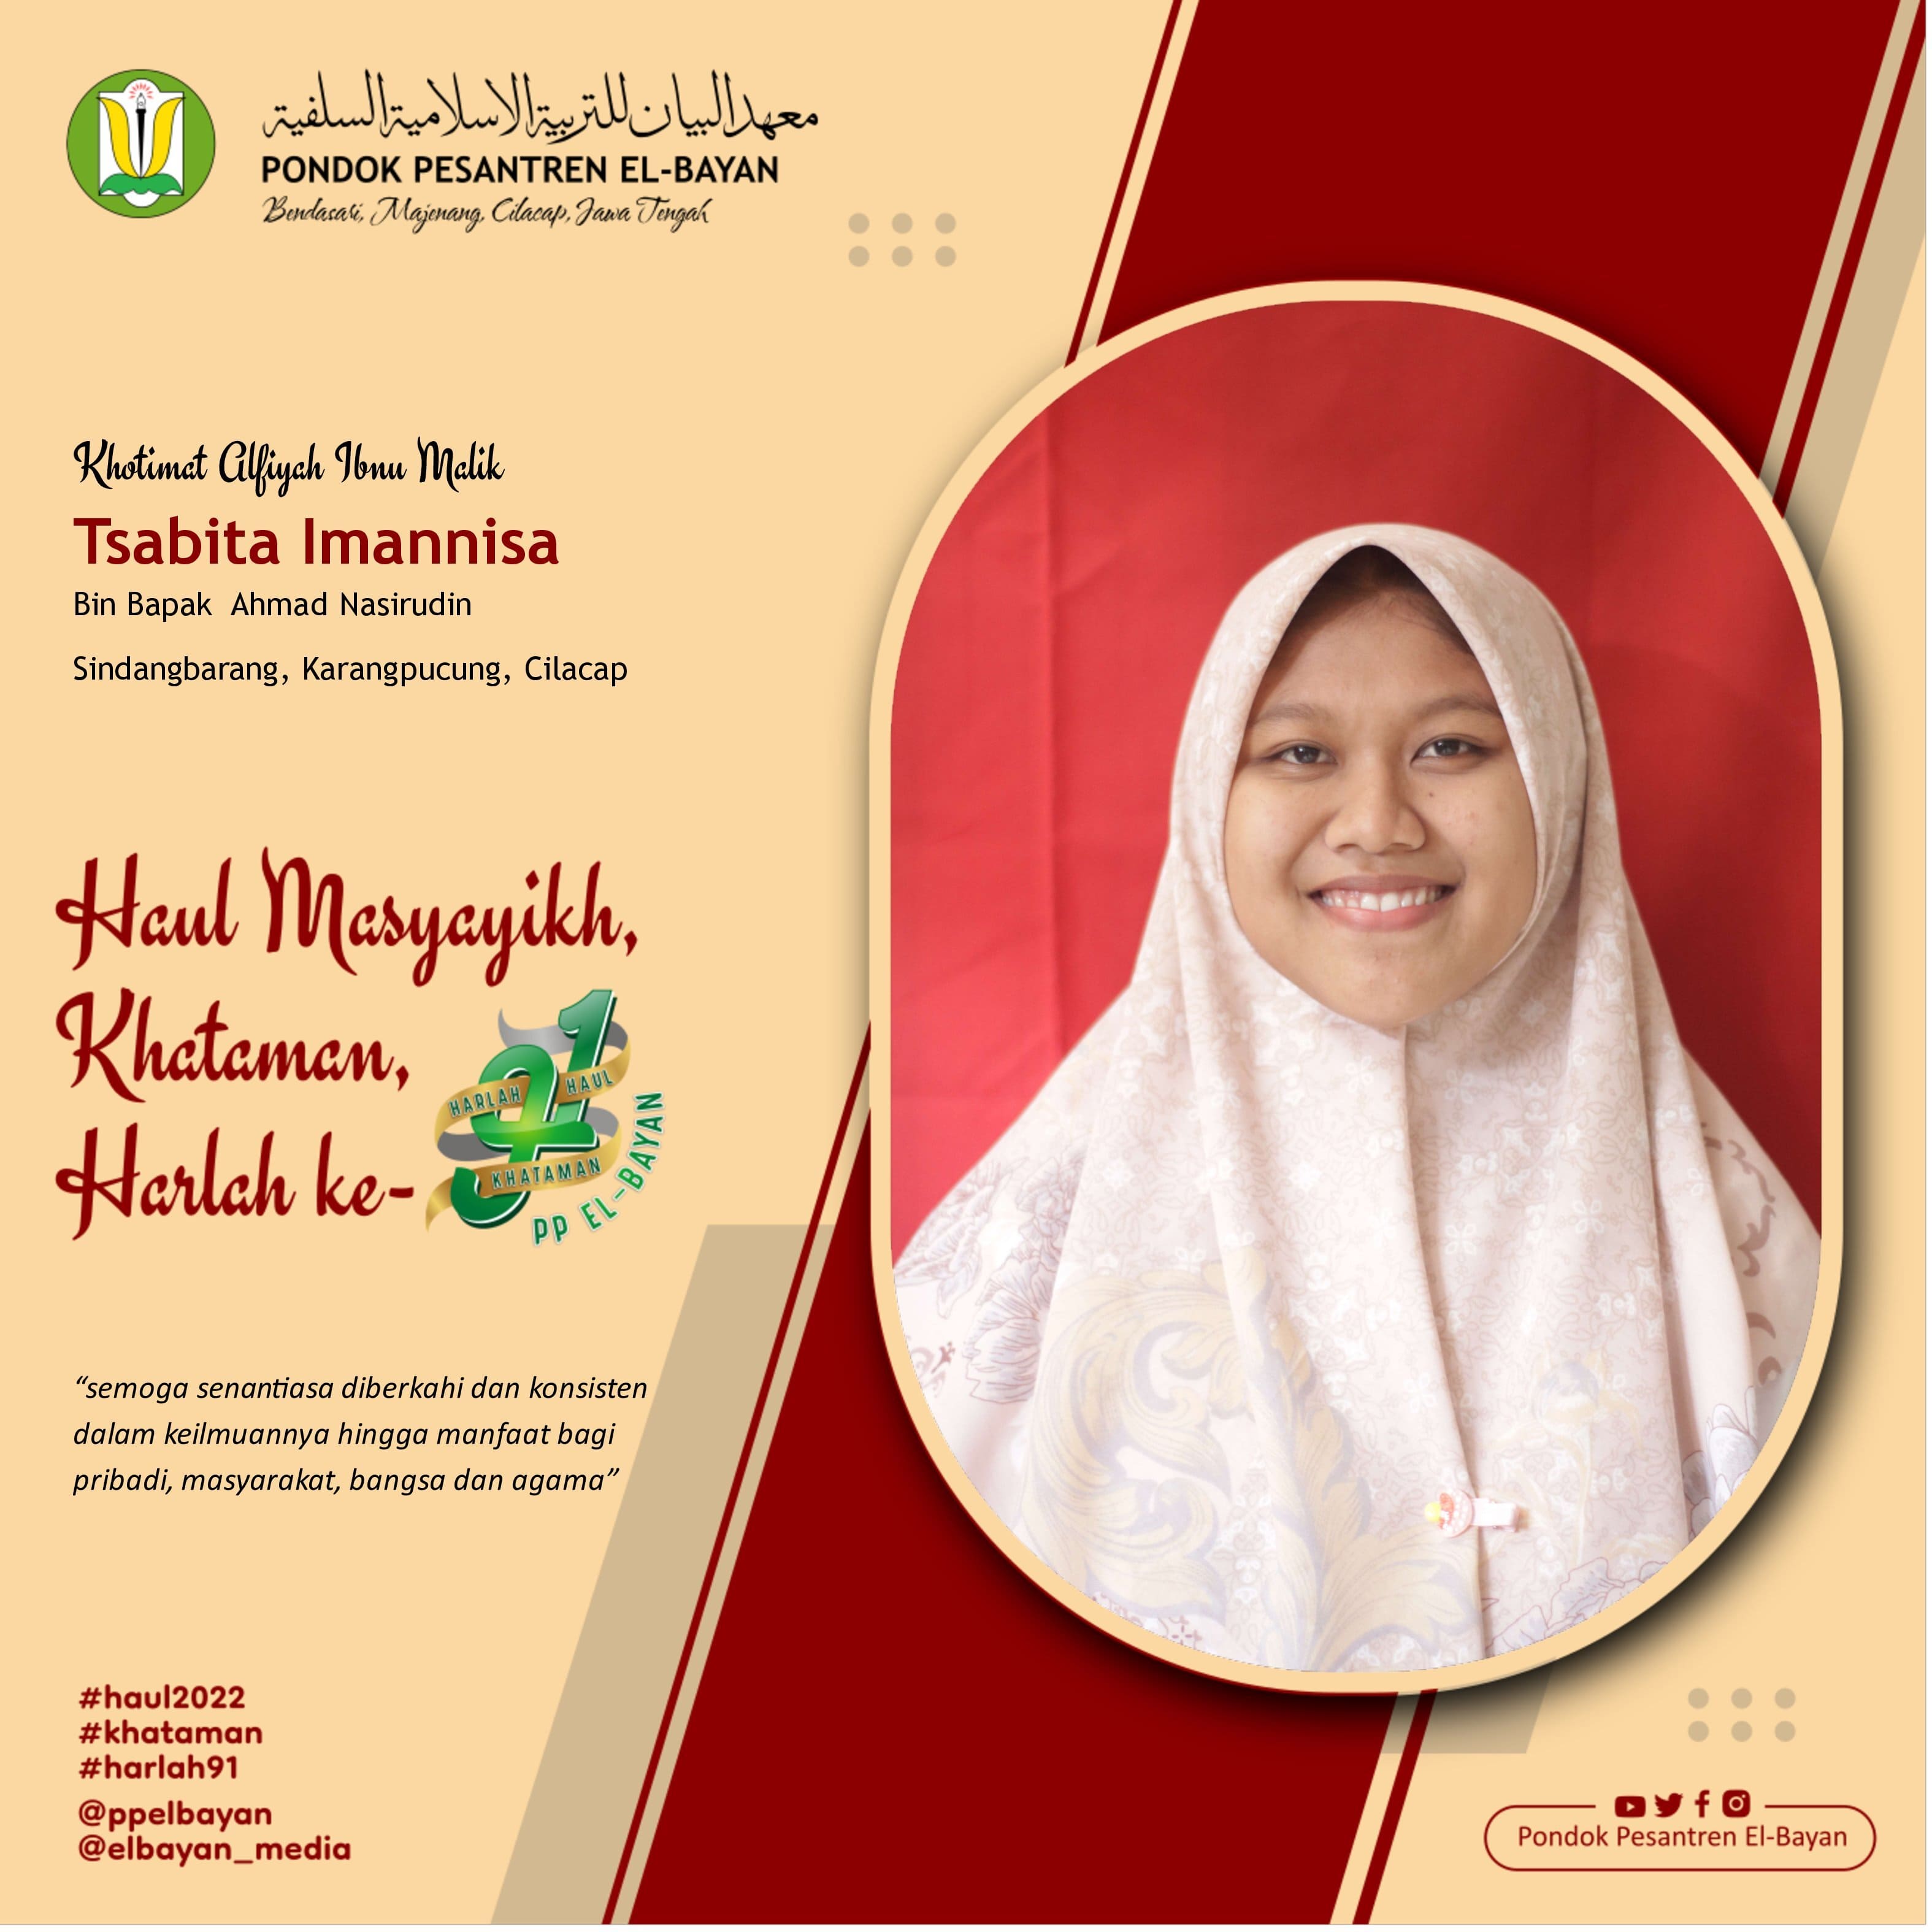 معهد البيان للتربية الاسلامية السلفية
PONDOK PESANTREN EL-BAYAN
Bendasari, Majenang, Cilacap, Jawa Tengah
Khotimat Alfiyah Ibnu Malik
Tsabita Imannisa
Bin Bapak Ahmad Nasirudin
Sindangbarang, Karangpucung, Cilacap
Haul Masyayikh,
Khataman,
Harlah ke-
91
HARLAH HAUL
KHATAMAN
PP EL-BAYAN
“semoga senantiasa diberkahi dan konsisten
dalam keilmuannya hingga manfaat bagi
pribadi, masyarakat, bangsa dan agama”
#haul2022
#khataman
#harlah91
@ppelbayan
@elbayan_media
Pondok Pesantren El-Bayan